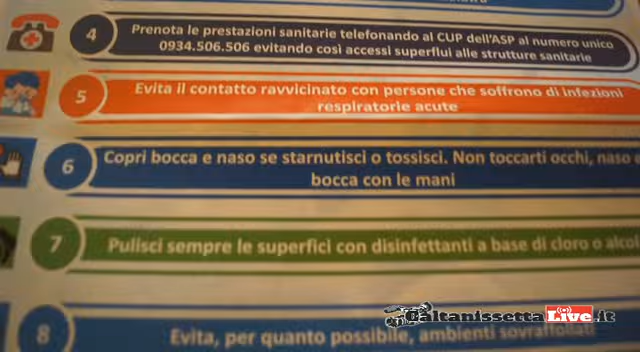 4
Prenota le prestazioni sanitarie telefonando al CUP dell'ASP al numero unico
0934.506.506 evitando così accessi superflui alle strutture sanitarie
5
Evita il contatto ravvicinato con persone che soffrono di infezioni
respiratorie acute
6
Copri bocca e naso se starnutisci o tossisci. Non toccarti occhi, naso
bocca con le mani
7
Pulisci sempre le superfici con disinfettanti a base di cloro o alcol
8
Evita, per quanto possibile, ambienti sovraffollati
CaltanissettaLive.it